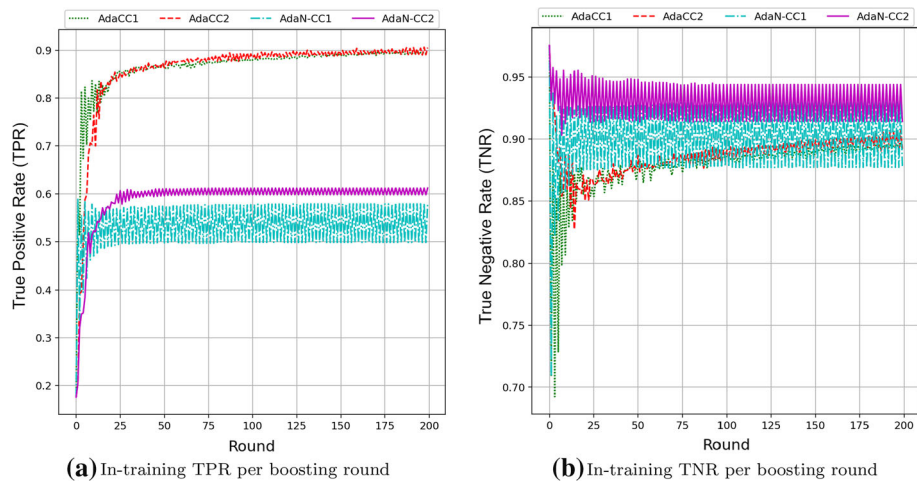 AdaCC1 AdaCC2 AdaN-CC1 AdaN-CC2
True Positive Rate (TPR)
0.9
0.8
0.7
0.6
0.5
0.4
0.3
0.2
0 25 50 75 100 125 150 175 200
Round
(a) In-training TPR per boosting round
AdaCC1 AdaCC2 AdaN-CC1 AdaN-CC2
True Negative Rate (TNR)
0.95
0.90
0.85
0.80
0.75
0.70
0 25 50 75 100 125 150 175 200
Round
(b) In-training TNR per boosting round